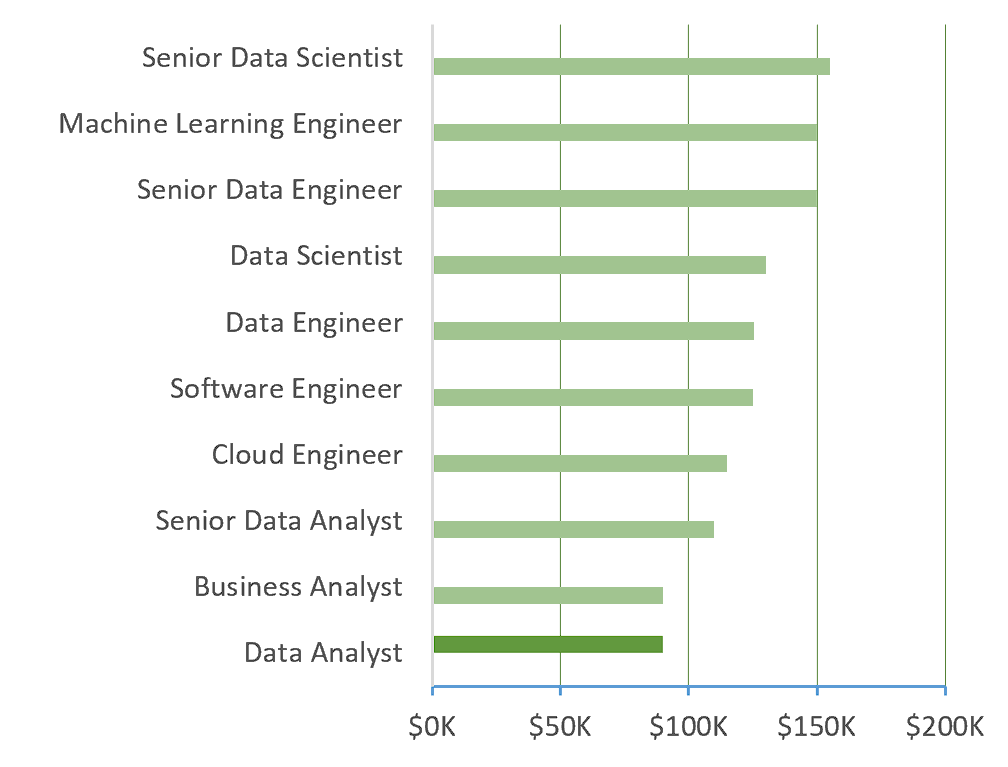 Senior Data Scientist
Machine Learning Engineer
Senior Data Engineer
Data Scientist
Data Engineer
Software Engineer
Cloud Engineer
Senior Data Analyst
Business Analyst
Data Analyst
$0K $50K $100K $150K $200K